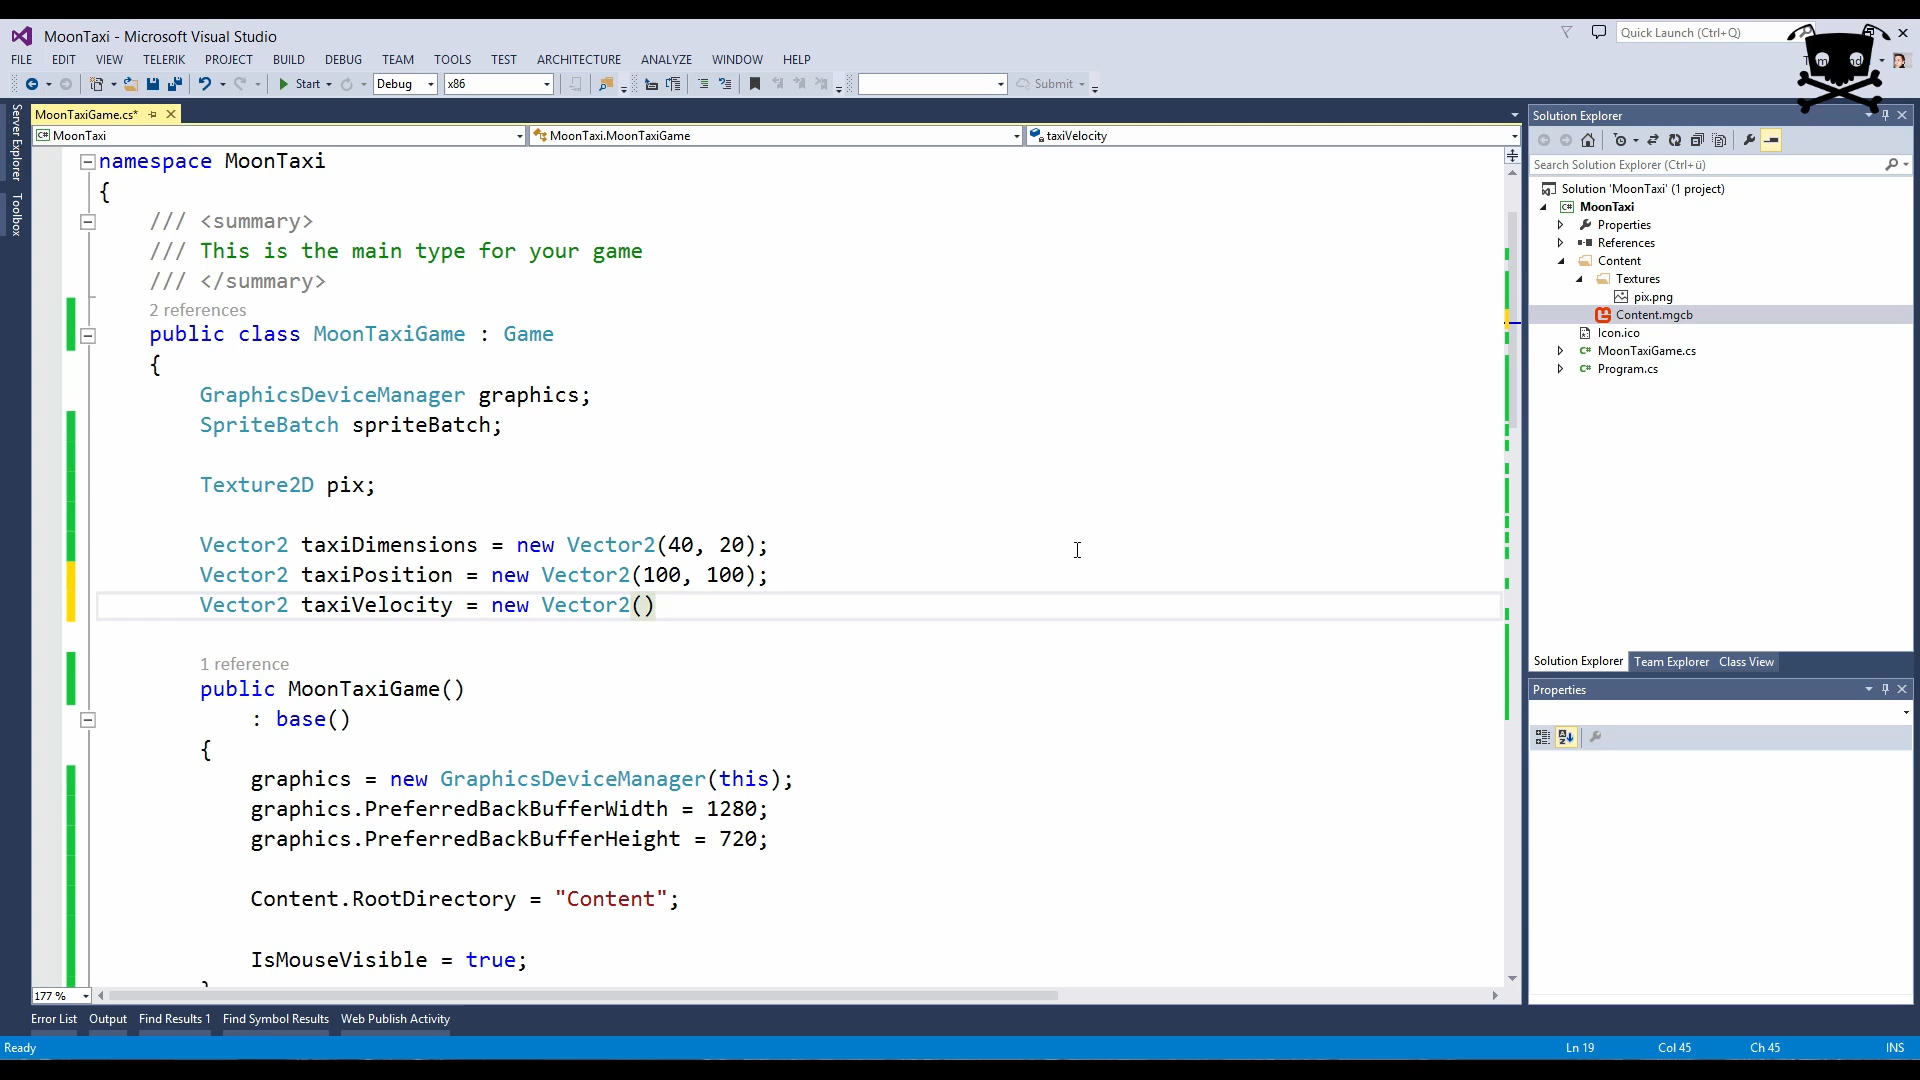 MoonTaxi - Microsoft Visual Studio
Quick Launch (Ctrl+Q)
FILE EDIT VIEW TELERIK PROJECT BUILD DEBUG TEAM TOOLS TEST ARCHITECTURE ANALYZE WINDOW HELP
Start Debug x86 Submit
Server Explorer
Toolbox
MoonTaxiGame.cs*
MoonTaxi MoonTaxi.MoonTaxiGame taxiVelocity
namespace MoonTaxi
{
/// <summary>
/// This is the main type for your game
/// </summary>
2 references
public class MoonTaxiGame : Game
{
GraphicsDeviceManager graphics;
SpriteBatch spriteBatch;
Texture2D pix;
Vector2 taxiDimensions = new Vector2(40, 20);
Vector2 taxiPosition = new Vector2(100, 100);
Vector2 taxiVelocity = new Vector2()
1 reference
public MoonTaxiGame()
: base()
{
graphics = new GraphicsDeviceManager(this);
graphics.PreferredBackBufferWidth = 1280;
graphics.PreferredBackBufferHeight = 720;
Content.RootDirectory = "Content";
IsMouseVisible = true;
177 %
Solution Explorer
Search Solution Explorer (Ctrl+ü)
Solution 'MoonTaxi' (1 project)
MoonTaxi
Properties
References
Content
Textures
pix.png
Content.mgcb
Icon.ico
MoonTaxiGame.cs
Program.cs
Solution Explorer Team Explorer Class View
Properties
Error List Output Find Results 1 Find Symbol Results Web Publish Activity
Ready Ln 19 Col 45 Ch 45 INS